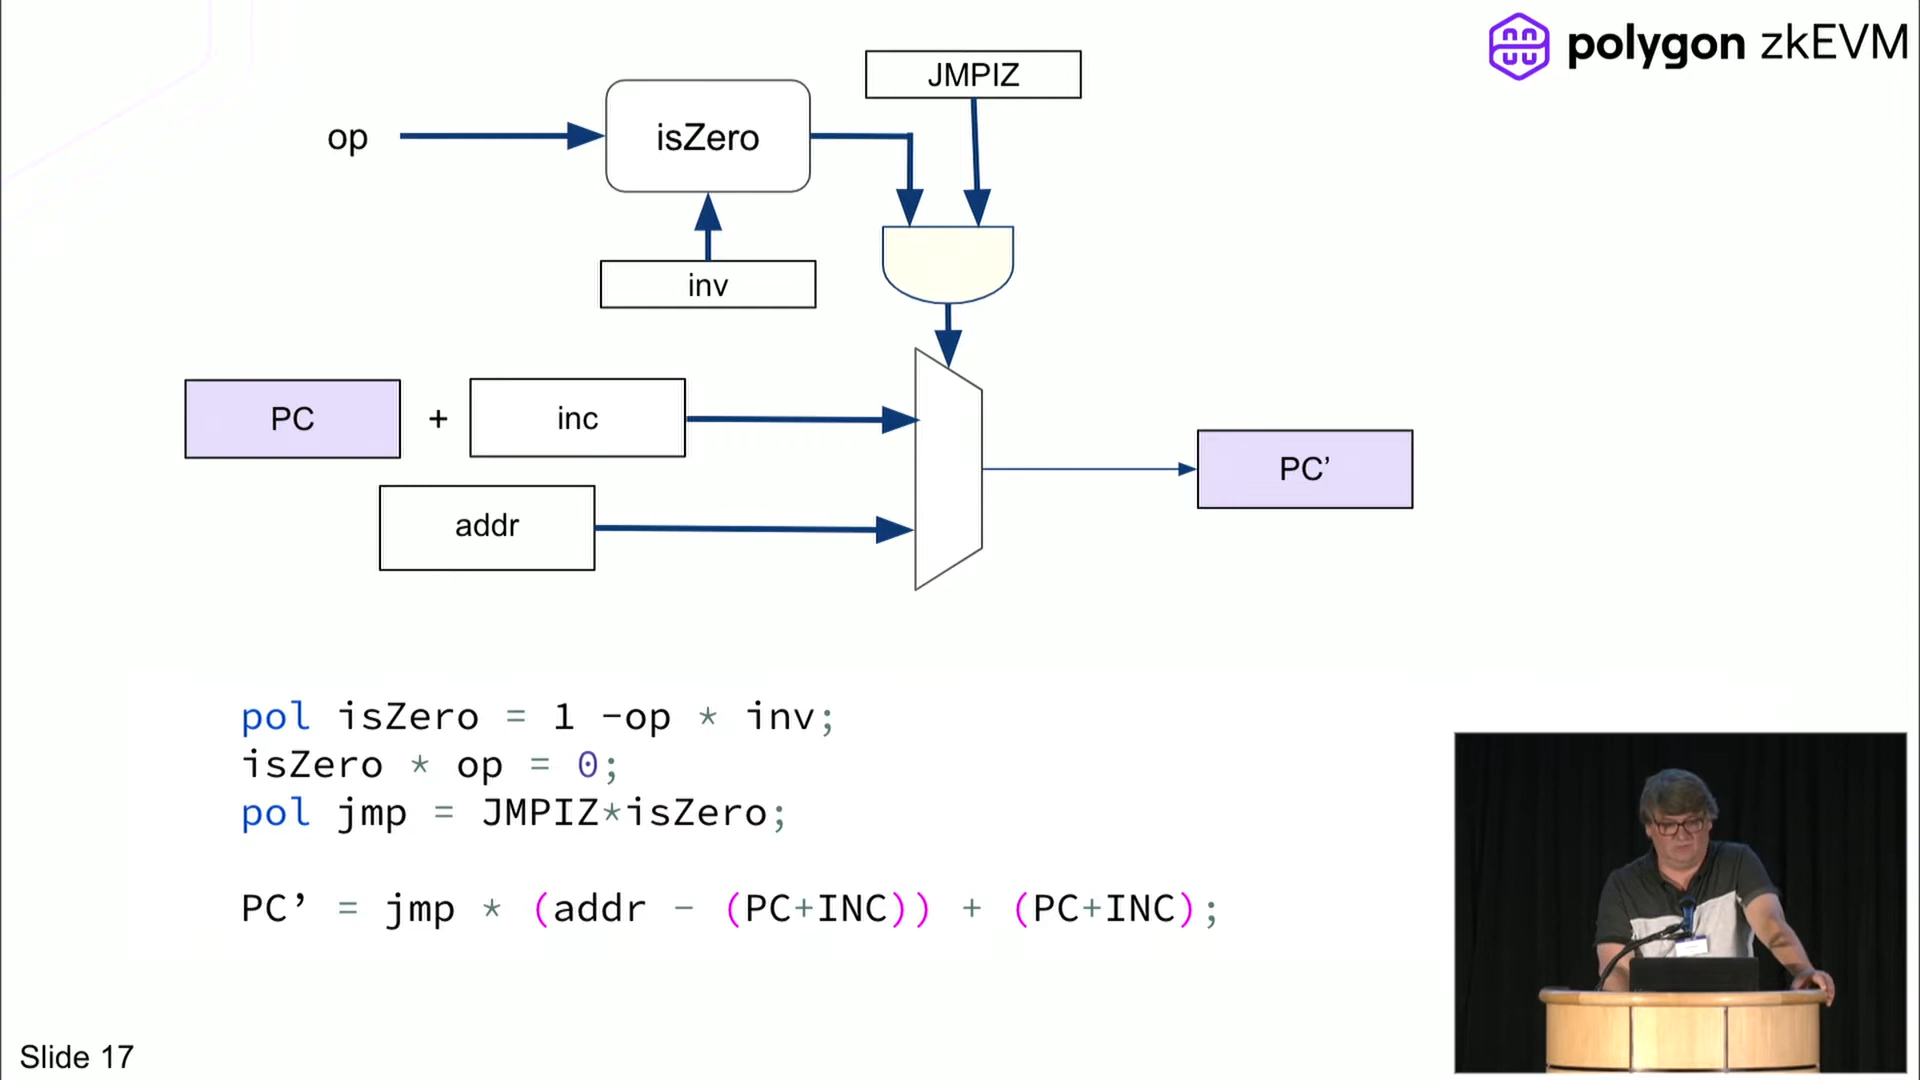 polygon zkEVM
JMPIZ
op
isZero
inv
PC
+
inc
addr
PC’
pol isZero = 1 -op * inv;
isZero * op = 0;
pol jmp = JMPIZ*isZero;
PC’ = jmp * (addr - (PC+INC)) + (PC+INC);
Slide 17